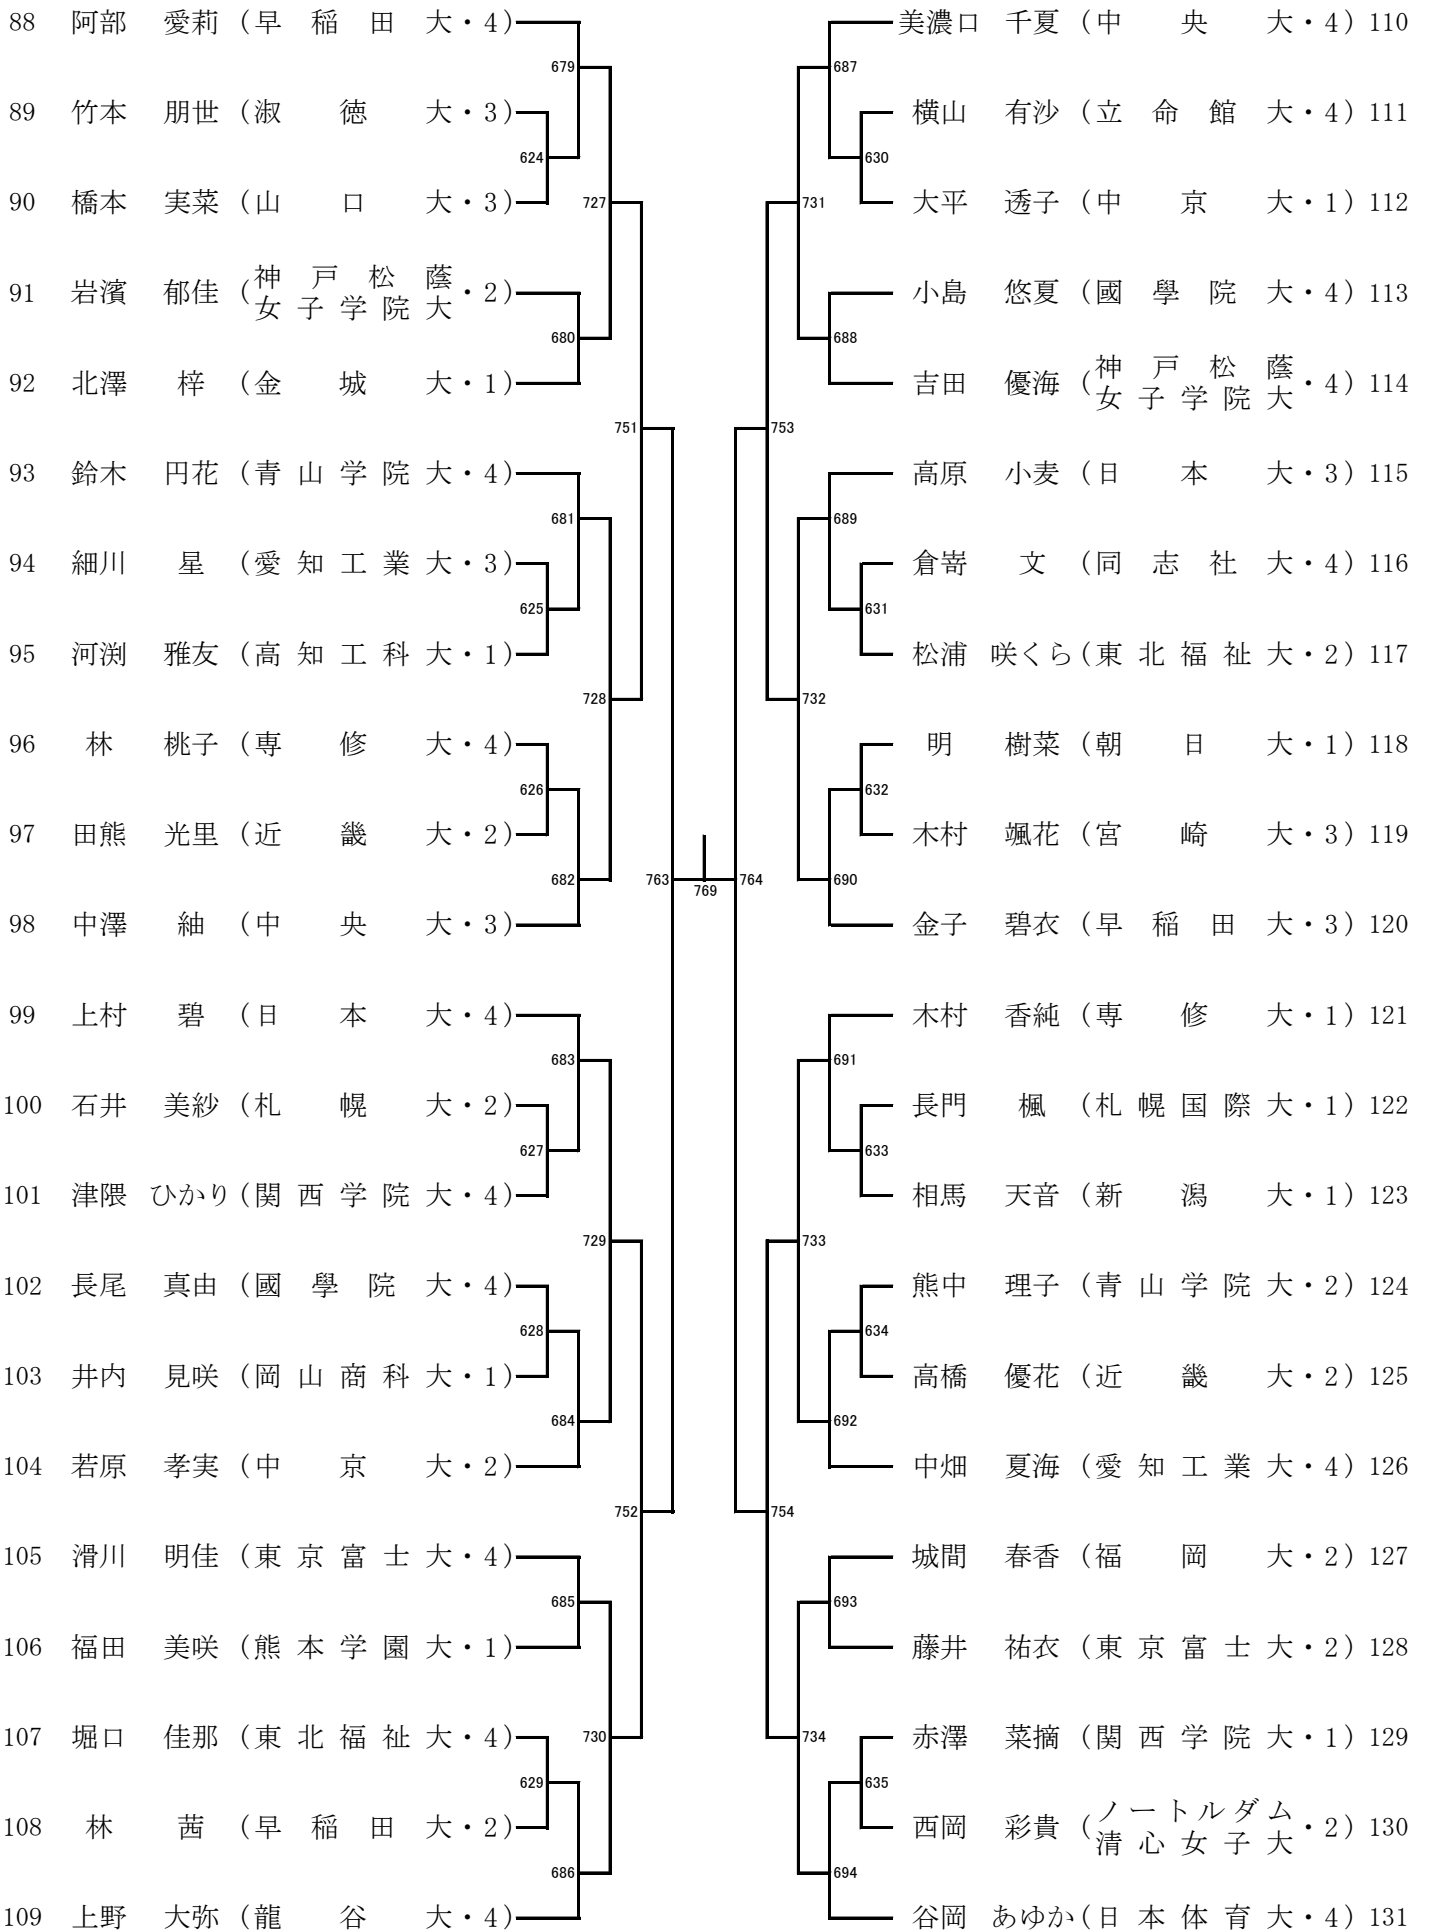 88 阿部 愛莉 (早稲田大・4)
89 竹本 朋世 (淑徳大・3)
90 橋本 実菜 (山口大・3)
91 岩濱 郁佳 (神戸松蔭女子学院大・2)
92 北澤 梓 (金城大・1)
93 鈴木 円花 (青山学院大・4)
94 細川 星 (愛知工業大・3)
95 河渕 雅友 (高知工科大・1)
96 林 桃子 (専修大・4)
97 田熊 光里 (近畿大・2)
98 中澤 紬 (中央大・3)
99 上村 碧 (日本大・4)
100 石井 美紗 (札幌大・2)
101 津隈 ひかり (関西学院大・4)
102 長尾 真由 (國學院大・4)
103 井内 見咲 (岡山商科大・1)
104 若原 孝実 (中京大・2)
105 滑川 明佳 (東京富士大・4)
106 福田 美咲 (熊本学園大・1)
107 堀口 佳那 (東北福祉大・4)
108 林 茜 (早稲田大・2)
109 上野 大弥 (龍谷大・4)
679
624
727
680
751
681
625
728
626
682
763
683
627
729
628
684
752
685
730
629
686
769
764
687
630
731
688
753
689
631
732
632
690
691
633
733
634
692
754
693
734
635
694
美濃口 千夏 (中央大・4) 110
横山 有沙 (立命館大・4) 111
大平 透子 (中京大・1) 112
小島 悠夏 (國學院大・4) 113
吉田 優海 (神戸松蔭女子学院大・4) 114
高原 小麦 (日本大・3) 115
倉嵜 文 (同志社大・4) 116
松浦 咲くら (東北福祉大・2) 117
明 樹菜 (朝日大・1) 118
木村 颯花 (宮崎大・3) 119
金子 碧衣 (早稲田大・3) 120
木村 香純 (専修大・1) 121
長門 楓 (札幌国際大・1) 122
相馬 天音 (新潟大・1) 123
熊中 理子 (青山学院大・2) 124
高橋 優花 (近畿大・2) 125
中畑 夏海 (愛知工業大・4) 126
城間 春香 (福岡大・2) 127
藤井 祐衣 (東京富士大・2) 128
赤澤 菜摘 (関西学院大・1) 129
西岡 彩貴 (ノートルダム清心女子大・2) 130
谷岡 あゆか (日本体育大・4) 131